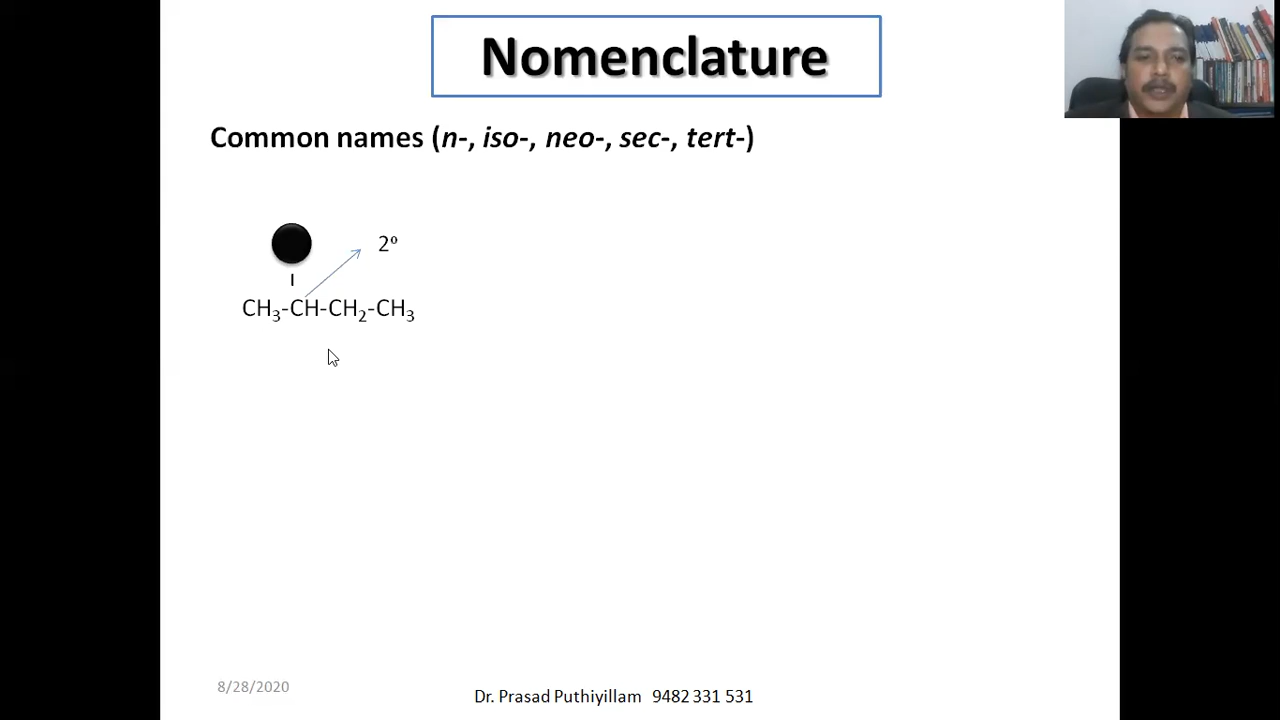 Nomenclature
Common names (n-, iso-, neo-, sec-, tert-)
2º
CH₃-CH-CH₂-CH₃
8/28/2020
Dr. Prasad Puthiyillam 9482 331 531